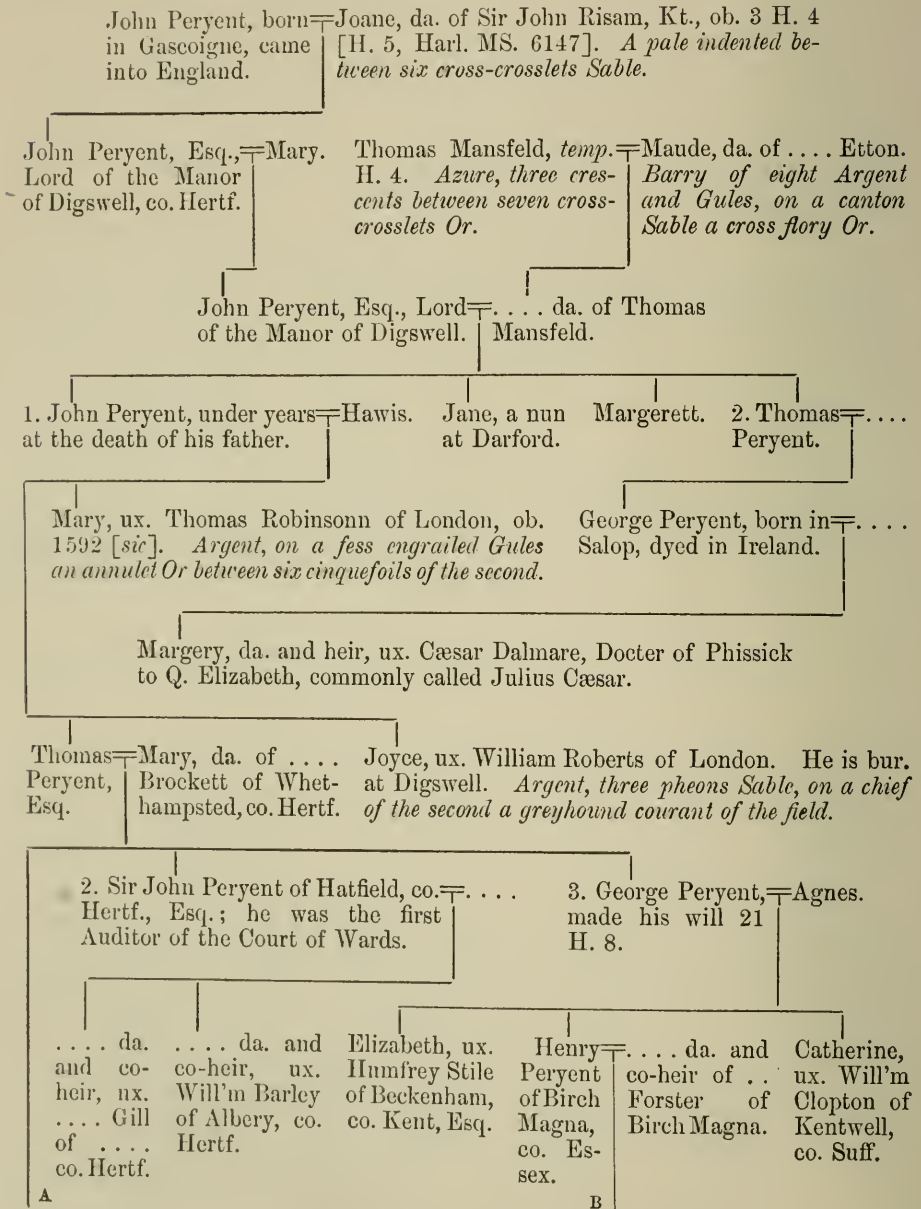 John Peryent, born
in Gascoigne, came
into England.
Joane, da. of Sir John Risam, Kt., ob. 3 H. 4
[H. 5, Harl. MS. 6147]. A pale indented be-
tween six cross-crosslets Sable.
John Peryent, Esq.,
Lord of the Manor
of Digswell, co. Hertf.
Mary.
Thomas Mansfeld, temp.
H. 4. Azure, three cres-
cents between seven cross-
crosslets Or.
Maude, da. of .... Etton.
Barry of eight Argent
and Gules, on a canton
Sable a cross flory Or.
John Peryent, Esq., Lord
of the Manor of Digswell.
.... da. of Thomas
Mansfeld.
1. John Peryent, under years
at the death of his father.
Hawis.
Jane, a nun
at Darford.
Margerett.
2. Thomas
Peryent.
....
Mary, ux. Thomas Robinsonn of London, ob.
1592 [sic]. Argent, on a fess engrailed Gules
an annulet Or between six cinquefoils of the second.
George Peryent, born in
Salop, dyed in Ireland.
....
Margery, da. and heir, ux. Cæsar Dalmare, Docter of Phissick
to Q. Elizabeth, commonly called Julius Cæsar.
Thomas
Peryent,
Esq.
Mary, da. of ....
Brockett of Whet-
hampsted, co. Hertf.
Joyce, ux. William Roberts of London. He is bur.
at Digswell. Argent, three pheons Sable, on a chief
of the second a greyhound courant of the field.
2. Sir John Peryent of Hatfield, co.
Hertf., Esq.; he was the first
Auditor of the Court of Wards.
....
3. George Peryent,
made his will 21
H. 8.
Agnes.
.... da.
and co-
heir, ux.
.... Gill
of ....
co. Hertf.
.... da. and
co-heir, ux.
Will'm Barley
of Albery, co.
Hertf.
Elizabeth, ux.
Humfrey Stile
of Beckenham,
co. Kent, Esq.
Henry
Peryent
of Birch
Magna,
co. Es-
sex.
.... da. and
co-heir of ..
Forster of
Birch Magna.
Catherine,
ux. Will'm
Clopton of
Kentwell,
co. Suff.
A
B